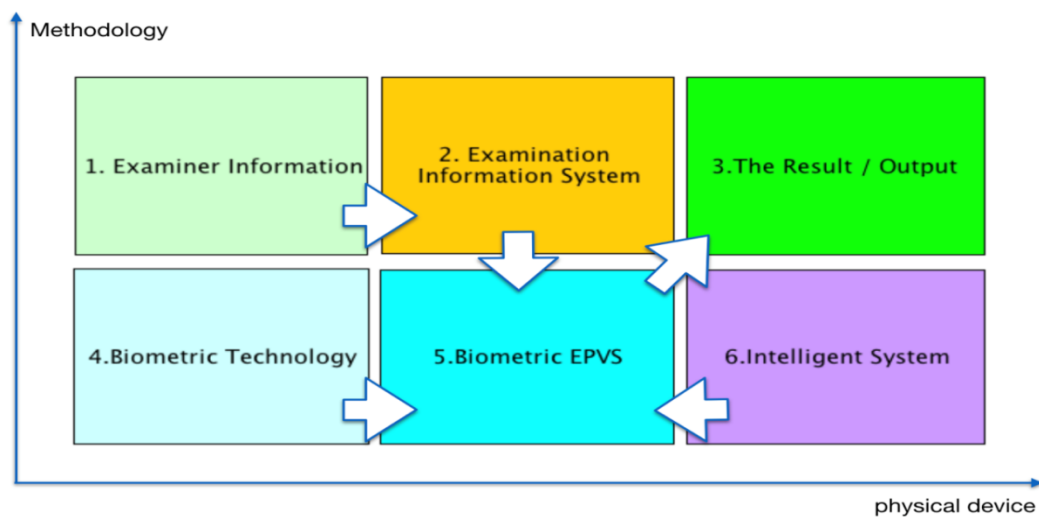 Methodology
1. Examiner Information
2. Examination
Information System
3.The Result / Output
4.Biometric Technology
5.Biometric EPVS
6.Intelligent System
physical device